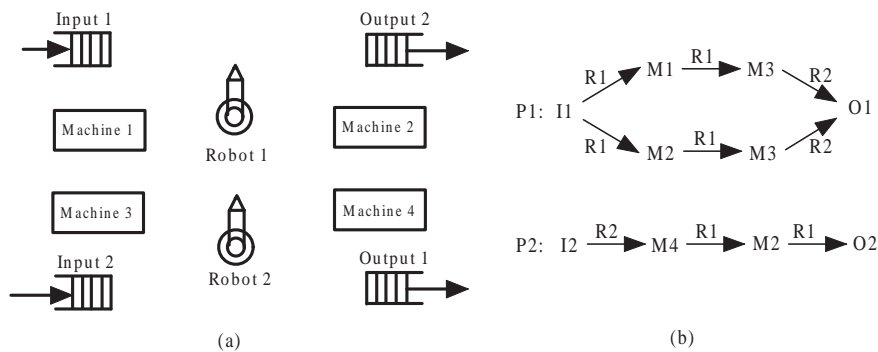 Input 1
Output 2
Machine 1
Robot 1
Machine 2
Machine 3
Robot 2
Machine 4
Input 2
Output 1
(a)
P1: I1
R1
M1
R1
M3
R2
O1
R1
M2
R1
M3
R2
P2: I2
R2
M4
R1
M2
R1
O2
(b)